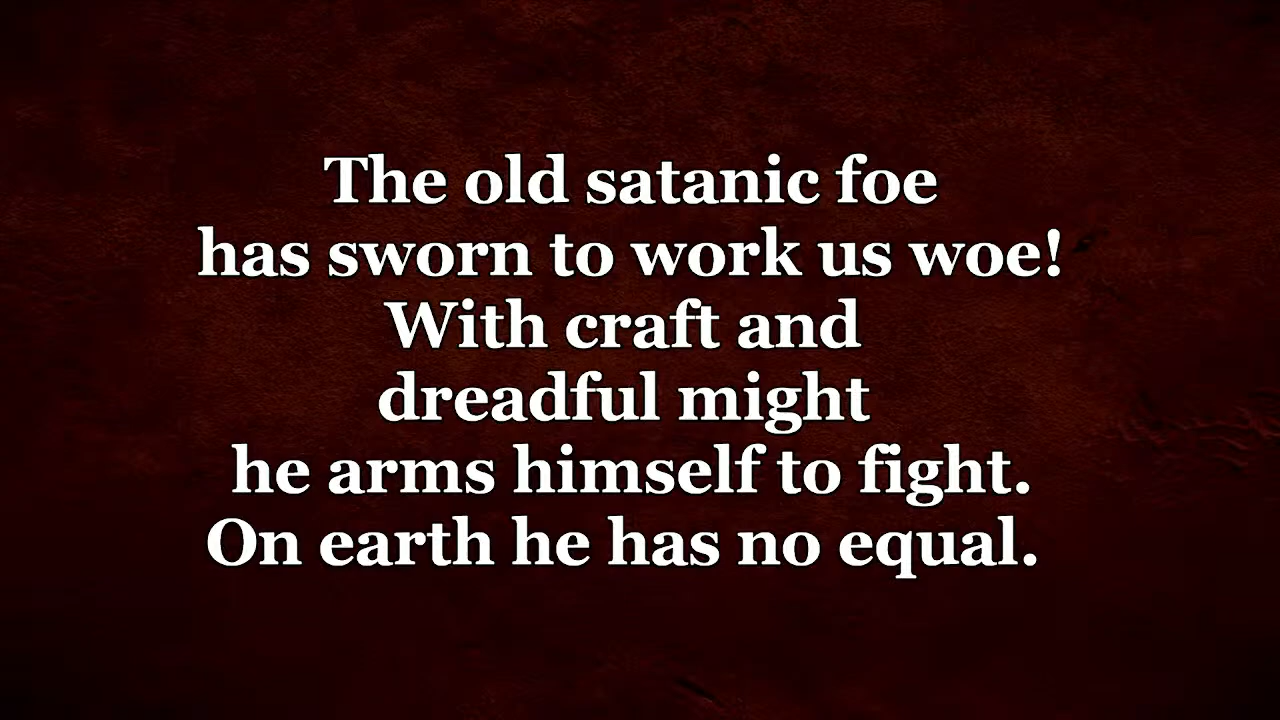 The old satanic foe
has sworn to work us woe!
With craft and
dreadful might
he arms himself to fight.
On earth he has no equal.